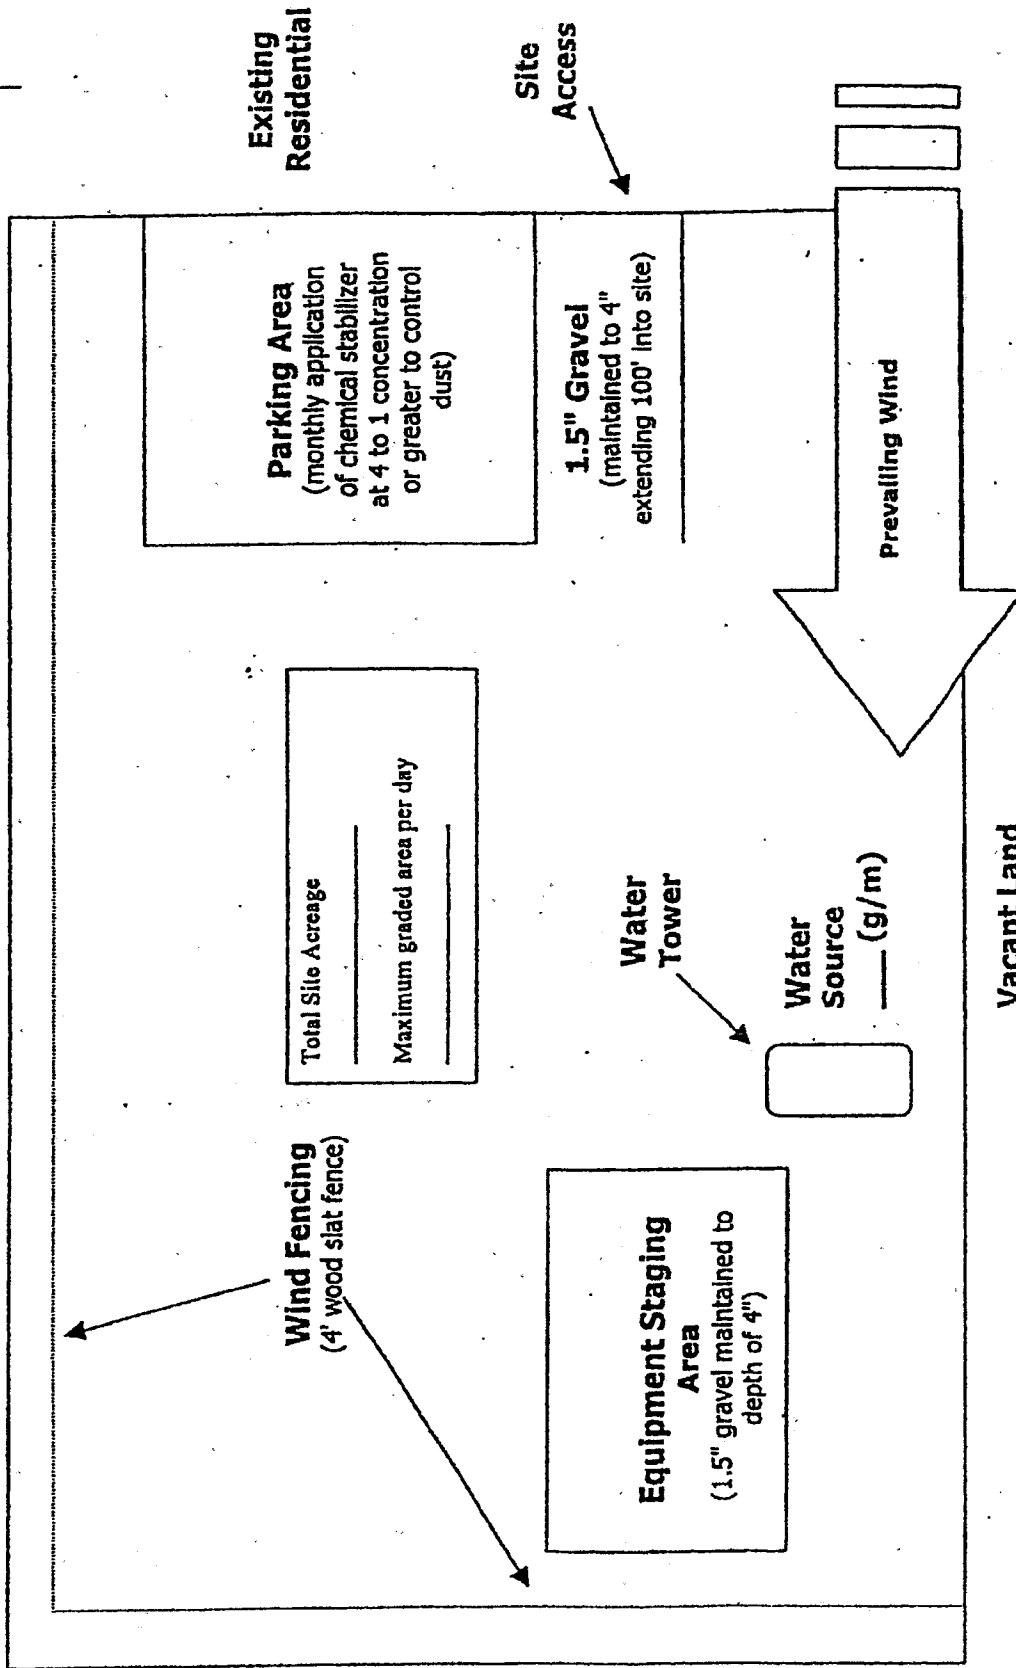 Existing
Residential
Site
Access
Parking Area
(monthly application
of chemical stabilizer
at 4 to 1 concentration
or greater to control
dust)
1.5" Gravel
(maintained to 4"
extending 100' into site)
Prevailing Wind
Total Site Acreage
Maximum graded area per day
Water
Tower
Water
Source
(g/m)
Vacant Land
Wind Fencing
(4' wood slat fence)
Equipment Staging
Area
(1.5" gravel maintained to
depth of 4")